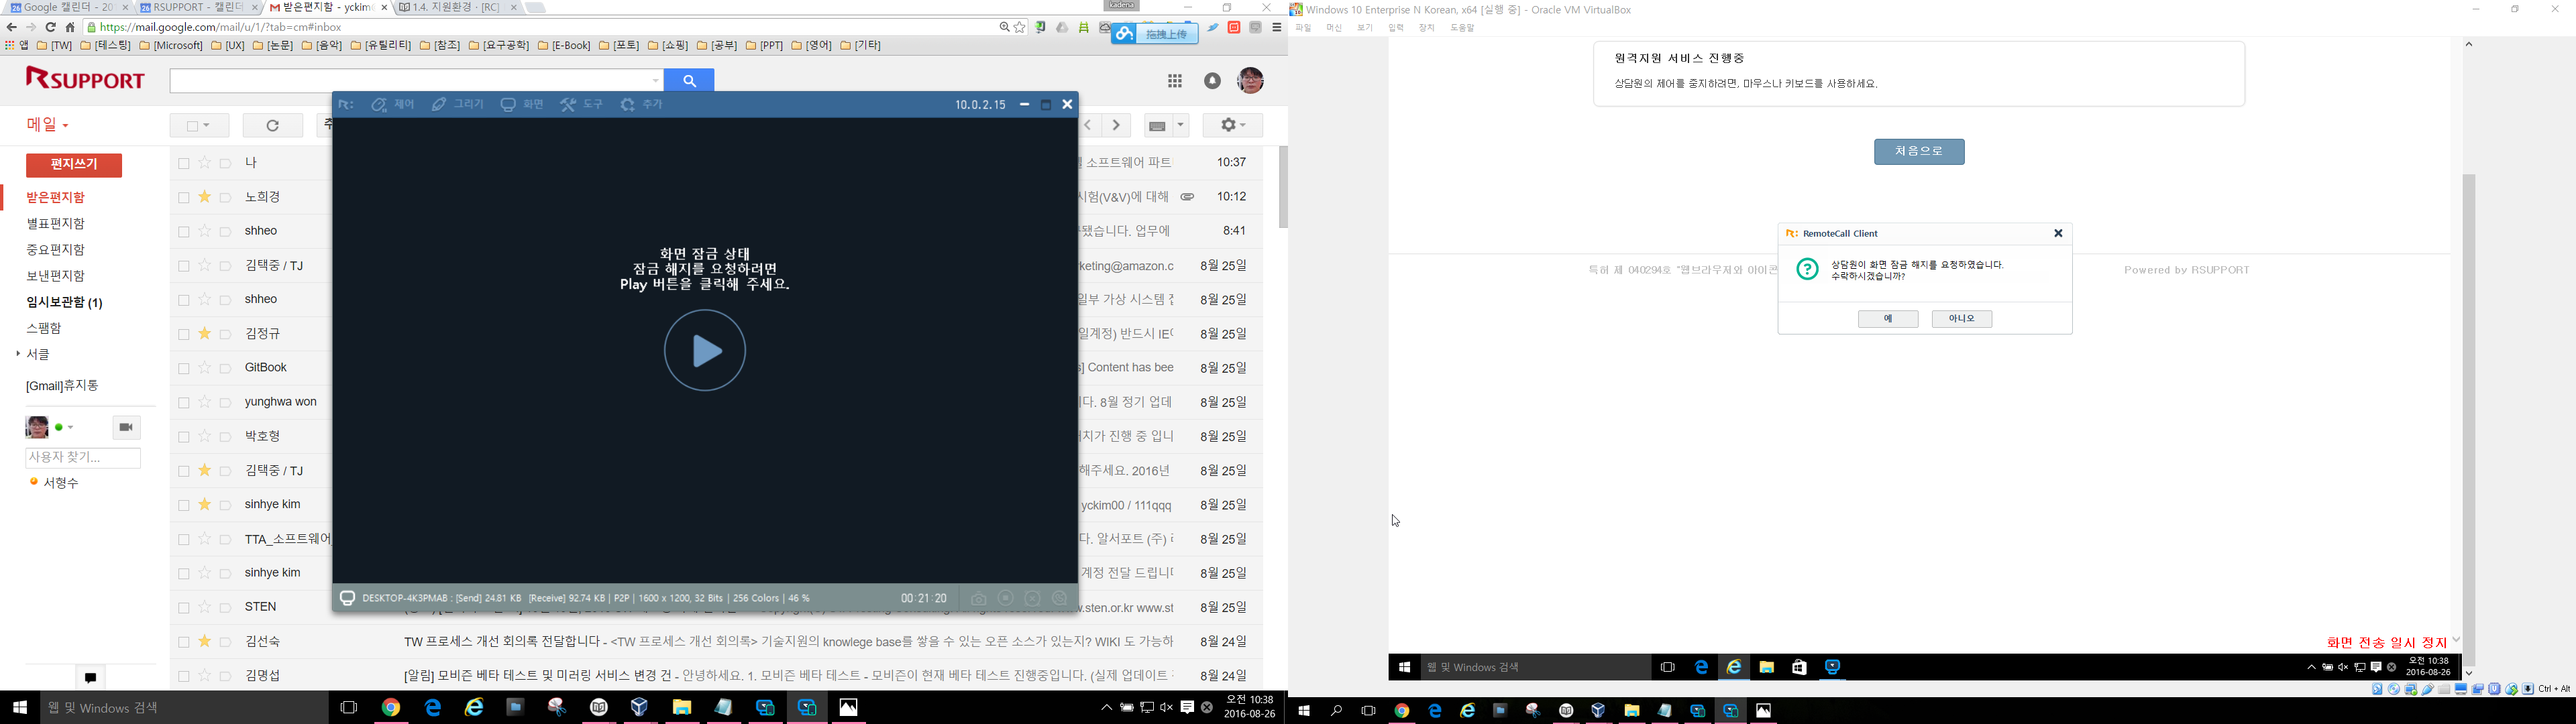 Google 캘린더 - 20
RSUPPORT - 캘린더
받은편지함 - yckim
1.4. 지원환경 · [RC]
kadena
https://mail.google.com/mail/u/1/?tab=cm#inbox
앱 [TW] [테스팅] [Microsoft] [UX] [논문] [음악] [유틸리티] [참조] [요구공학] [E-Book] [포토] [쇼핑] [공부] [PPT] [영어] [기타]
拖拽上传
RSUPPORT
메일
편지쓰기
받은편지함
별표편지함
중요편지함
보낸편지함
임시보관함 (1)
스팸함
서클
[Gmail]휴지통
사용자 찾기...
서형수
나 소프트웨어 파트 10:37
노희경 시험(V&V)에 대해 10:12
shheo 됐습니다. 업무에 8:41
김택중 / TJ keting@amazon.c 8월 25일
shheo 일부 가상 시스템 8월 25일
김정규 일계정) 반드시 IE 8월 25일
GitBook s] Content has bee 8월 25일
yunghwa won 다. 8월 정기 업데 8월 25일
박호형 치가 진행 중 입니 8월 25일
김택중 / TJ 해주세요. 2016년 8월 25일
sinhye kim yckim00 / 111qqq 8월 25일
TTA_소프트웨어 다. 알서포트 (주) 8월 25일
sinhye kim 계정 전달 드립니 8월 25일
STEN www.sten.or.kr www.st 8월 25일
김선숙 TW 프로세스 개선 회의록 전달합니다 - <TW 프로세스 개선 회의록> 기술지원의 knowlege base를 쌓을 수 있는 오픈 소스가 있는지? WIKI 도 가능하 8월 24일
김명섭 [알림] 모비즌 베타 테스트 및 미러링 서비스 변경 건 - 안녕하세요. 1. 모비즌 베타 테스트 - 모비즌이 현재 베타 테스트 진행중입니다. (실제 업데이트 8월 24일
제어 그리기 화면 도구 추가 10.0.2.15
화면 잠금 상태
잠금 해지를 요청하려면
Play 버튼을 클릭해 주세요.
DESKTOP-4K3PMAB : [Send] 24.81 KB [Receive] 92.74 KB | P2P | 1600 x 1200, 32 Bits | 256 Colors | 46 % 00:21:20
웹 및 Windows 검색
오전 10:38
2016-08-26
Windows 10 Enterprise N Korean, x64 [실행 중] - Oracle VM VirtualBox
파일 머신 보기 입력 장치 도움말
원격지원 서비스 진행중
상담원의 제어를 중지하려면, 마우스나 키보드를 사용하세요.
처음으로
RemoteCall Client
상담원이 화면 잠금 해지를 요청하였습니다.
수락하시겠습니까?
예 아니오
특허 제 040294호 "웹브라우저와 아이콘
Powered by RSUPPORT
화면 전송 일시 정지
웹 및 Windows 검색
오전 10:38
2016-08-26
Ctrl + Alt